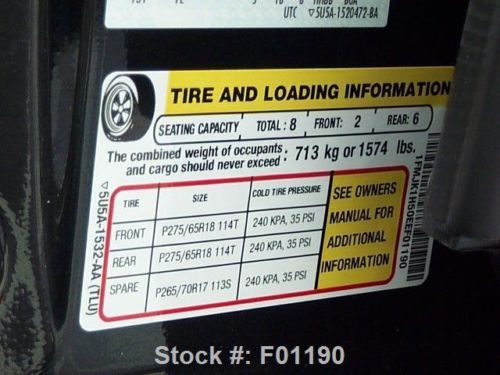 UTC ▽5U5A-1520472-BA
TIRE AND LOADING INFORMATION
SEATING CAPACITY TOTAL: 8 FRONT: 2 REAR: 6
The combined weight of occupants
and cargo should never exceed: 713 kg or 1574 lbs.
TIRE SIZE COLD TIRE PRESSURE
FRONT P275/65R18 114T 240 KPA, 35 PSI
REAR P275/65R18 114T 240 KPA, 35 PSI
SPARE P265/70R17 113S 240 KPA, 35 PSI
SEE OWNERS
MANUAL FOR
ADDITIONAL
INFORMATION
▽5U5A-1532-AA (TLU)
1FMJK1H50EEF01190
Stock #: F01190